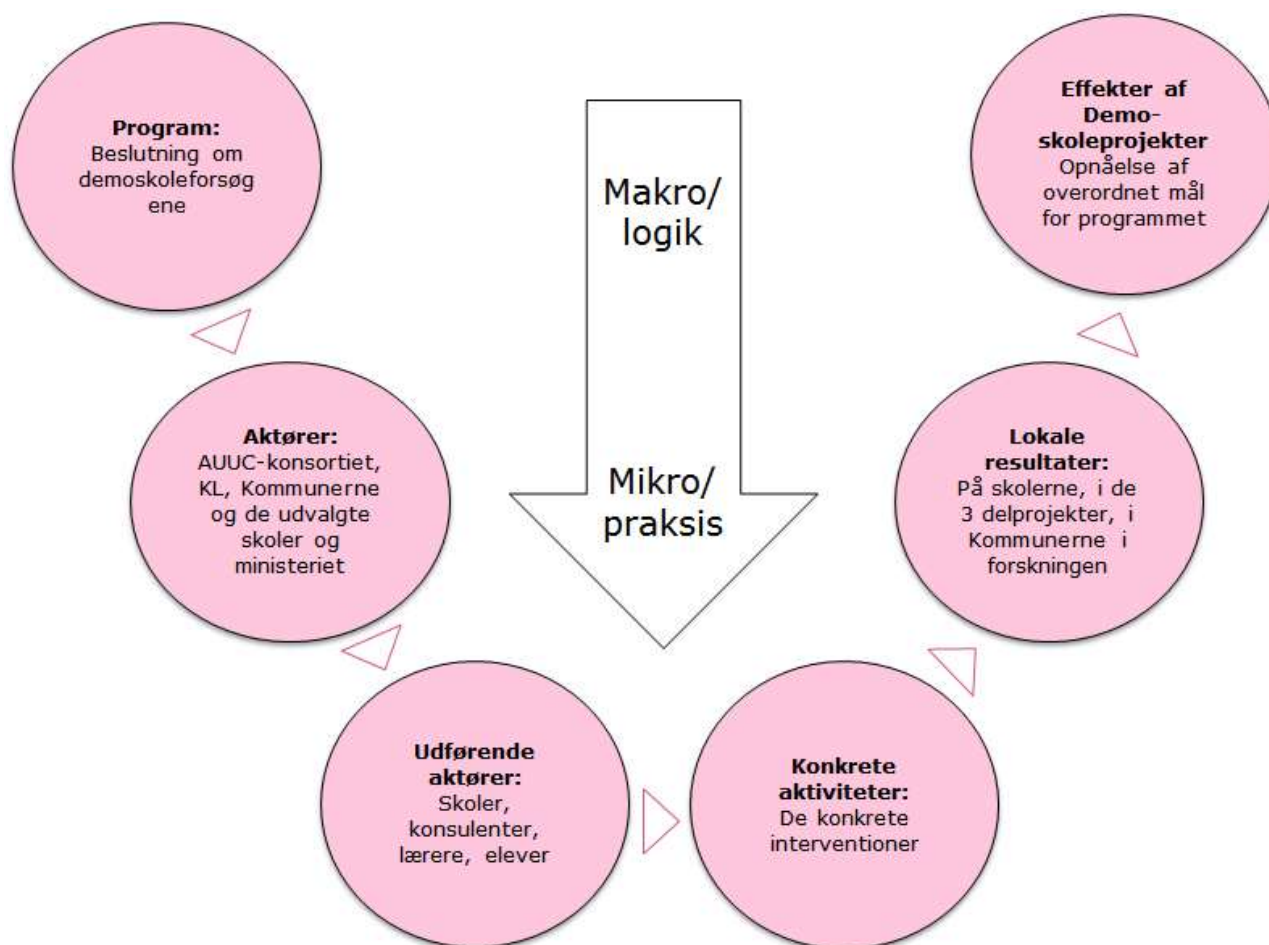 Program:
Beslutning om
demoskoleforsøg
ene
Aktører:
AUUC-konsortiet,
KL, Kommunerne
og de udvalgte
skoler og
ministeriet
Udførende
aktører:
Skoler,
konsulenter,
lærere, elever
Makro/
logik
Mikro/
praksis
Konkrete
aktiviteter:
De konkrete
interventioner
Lokale
resultater:
På skolerne, i de
3 delprojekter, i
Kommunerne i
forskningen
Effekter af
Demo-
skoleprojekter
Opnåelse af
overordnet mål
for programmet